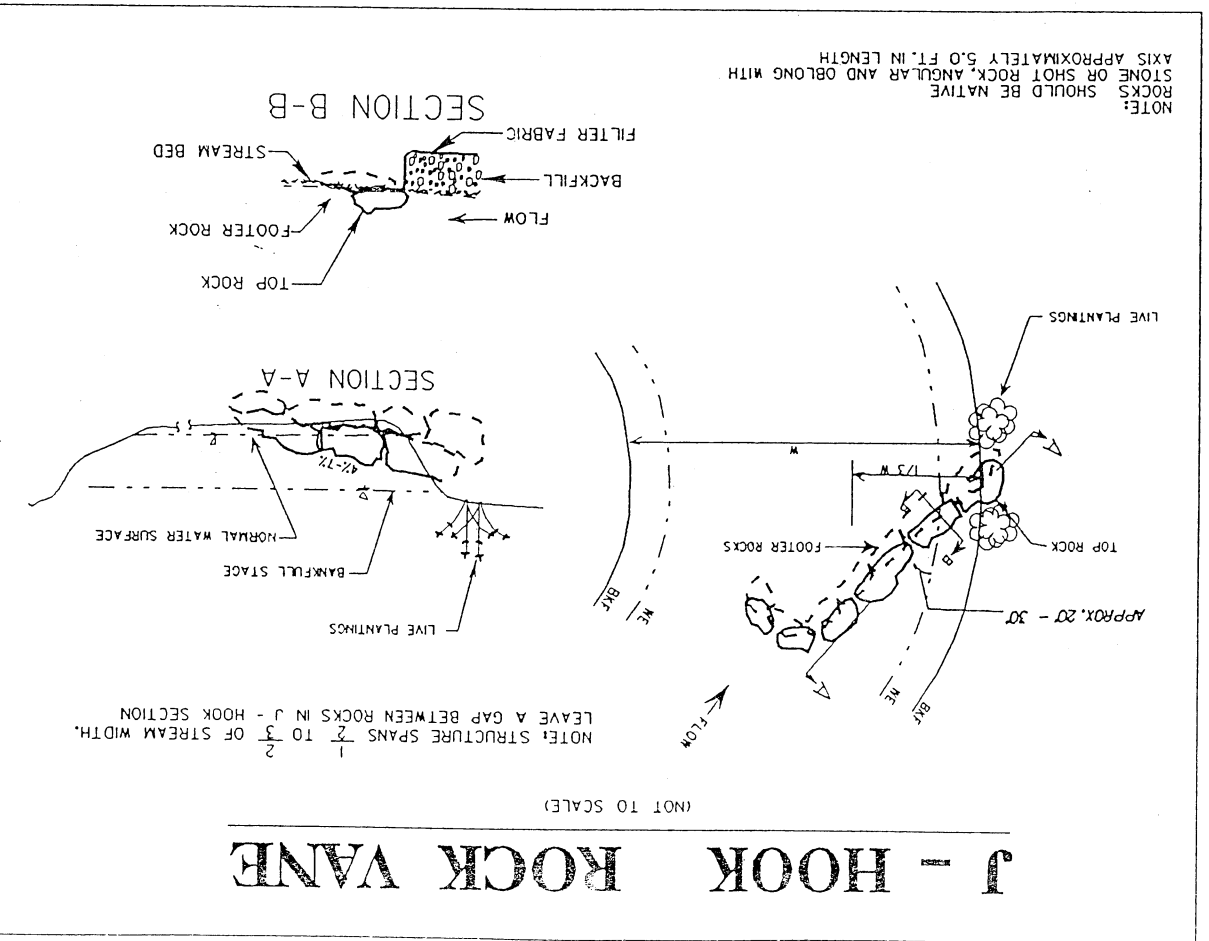 J - HOOK ROCK VANE
(NOT TO SCALE)
NOTE: STRUCTURE SPANS 1/2 TO 2/3 OF STREAM WIDTH.
LEAVE A GAP BETWEEN ROCKS IN J - HOOK SECTION
FLOW
BKF
WE
A
APPROX. 20° - 30°
TOP ROCK
B
B
FOOTER ROCKS
1/3 W
W
A
LIVE PLANTINGS
WE
BKF
LIVE PLANTINGS
BANKFULL STAGE
NORMAL WATER SURFACE
4%-7%
SECTION A-A
TOP ROCK
FOOTER ROCK
FLOW
BACKFILL
STREAM BED
FILTER FABRIC
SECTION B-B
NOTE:
ROCKS SHOULD BE NATIVE
STONE OR SHOT ROCK, ANGULAR AND OBLONG WITH
AXIS APPROXIMATELY 5.0 FT. IN LENGTH